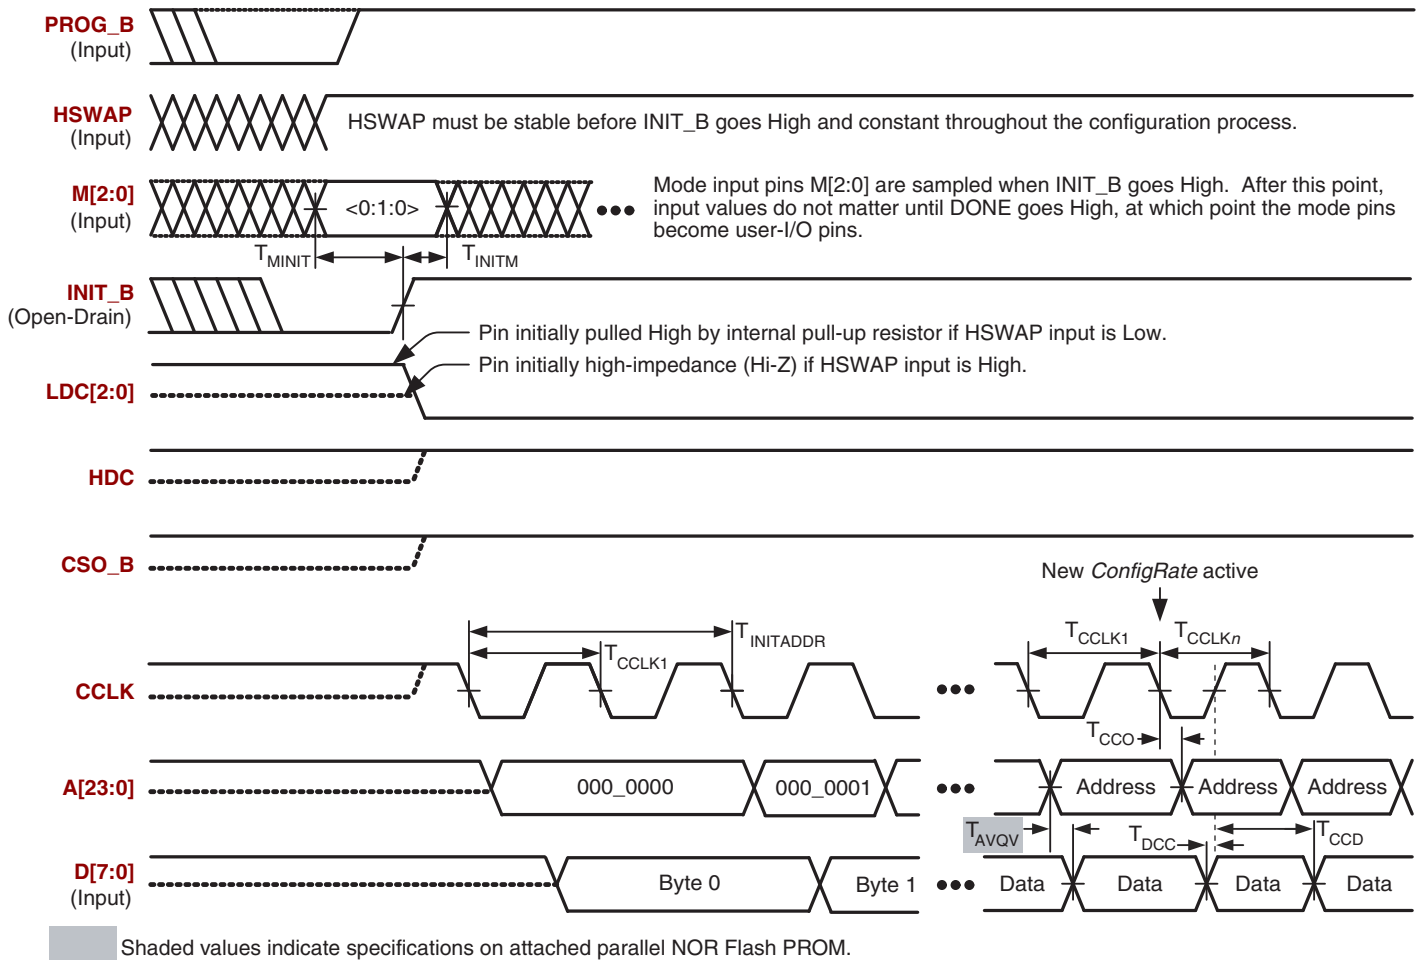 PROG_B
(Input)
HSWAP
(Input)
HSWAP must be stable before INIT_B goes High and constant throughout the configuration process.
M[2:0]
(Input)
<0:1:0>
Mode input pins M[2:0] are sampled when INIT_B goes High. After this point,
input values do not matter until DONE goes High, at which point the mode pins
become user-I/O pins.
TMINIT
TINITM
INIT_B
(Open-Drain)
Pin initially pulled High by internal pull-up resistor if HSWAP input is Low.
Pin initially high-impedance (Hi-Z) if HSWAP input is High.
LDC[2:0]
HDC
CSO_B
New ConfigRate active
TINITADDR
TCCLK1
TCCLK1
TCCLKn
CCLK
TCCO
A[23:0]
000_0000
000_0001
Address
Address
Address
TAVQV
TDCC
TCCD
D[7:0]
(Input)
Byte 0
Byte 1
Data
Data
Data
Data
Shaded values indicate specifications on attached parallel NOR Flash PROM.